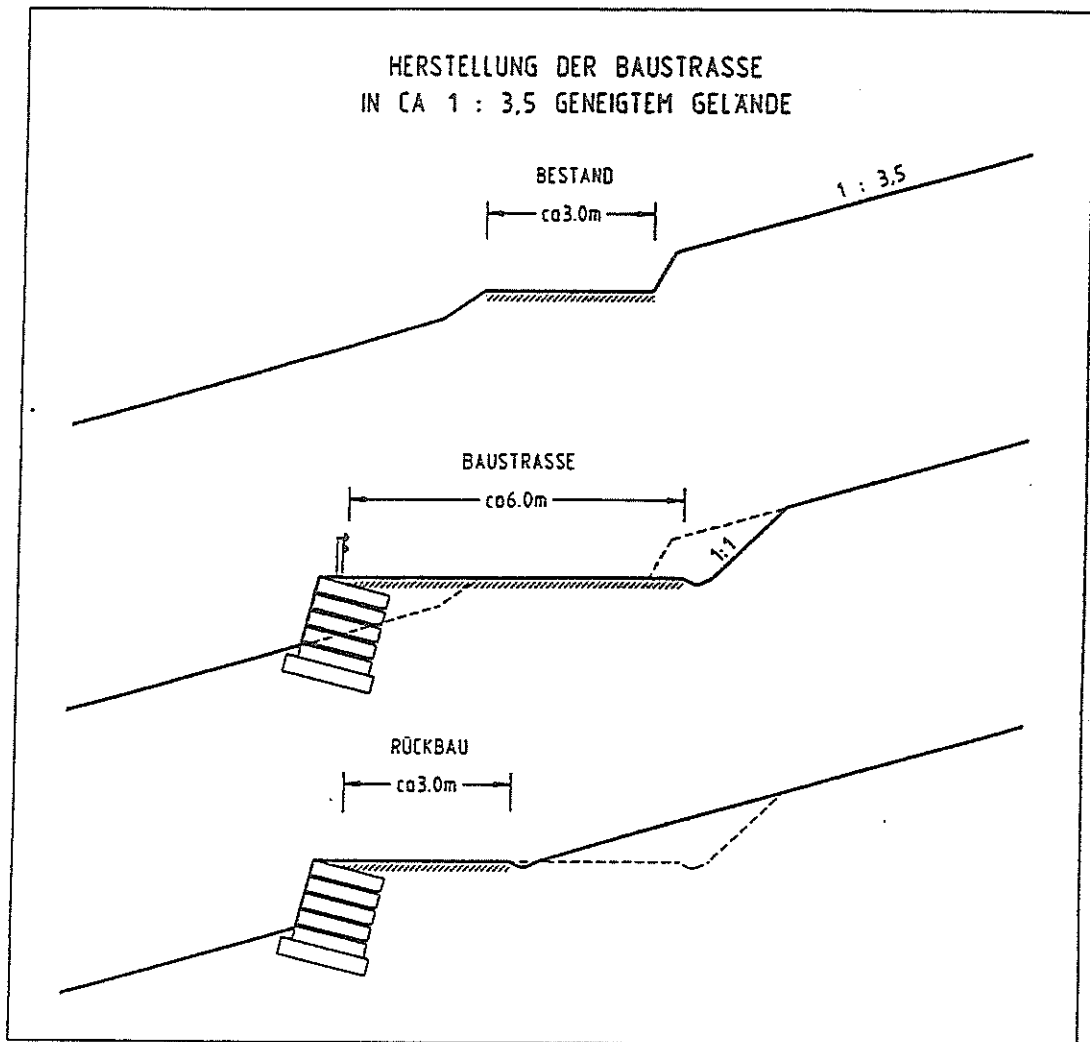 HERSTELLUNG DER BAUSTRASSE
IN CA 1 : 3,5 GENEIGTEM GELÄNDE
BESTAND
ca3.0m
1 : 3,5
BAUSTRASSE
ca6.0m
1:1
RÜCKBAU
ca3.0m